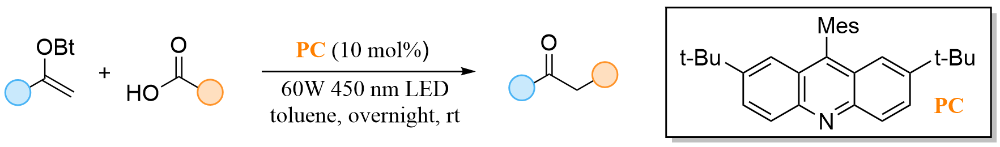 OBt
+
O
HO
PC (10 mol%)
60W 450 nm LED
toluene, overnight, rt
O
Mes
t-Bu
t-Bu
N
PC